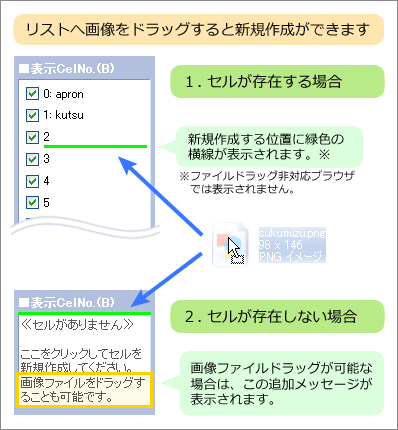 リストへ画像をドラッグすると新規作成ができます
■表示CelNo.(B)
0: apron
1: kutsu
2
3
4
5
1．セルが存在する場合
新規作成する位置に緑色の
横線が表示されます。※
※ファイルドラッグ非対応ブラウザ
では表示されません。
sukumizu.png
98 x 146
PNG イメージ
■表示CelNo.(B)
≪セルがありません≫
ここをクリックしてセルを
新規作成してください。
画像ファイルをドラッグす
ることも可能です。
2．セルが存在しない場合
画像ファイルドラッグが可能な
場合は、この追加メッセージが
表示されます。